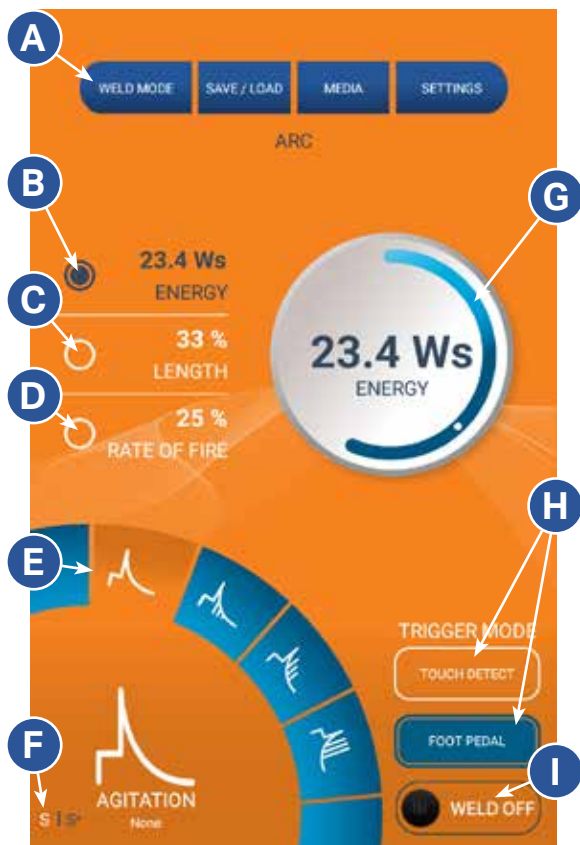 A
WELD MODE
SAVE / LOAD
MEDIA
SETTINGS
ARC
B
23.4 Ws
ENERGY
C
33 %
LENGTH
D
25 %
RATE OF FIRE
G
23.4 Ws
ENERGY
E
H
TRIGGER MODE
TOUCH DETECT
FOOT PEDAL
I
WELD OFF
F
AGITATION
None
S | S+